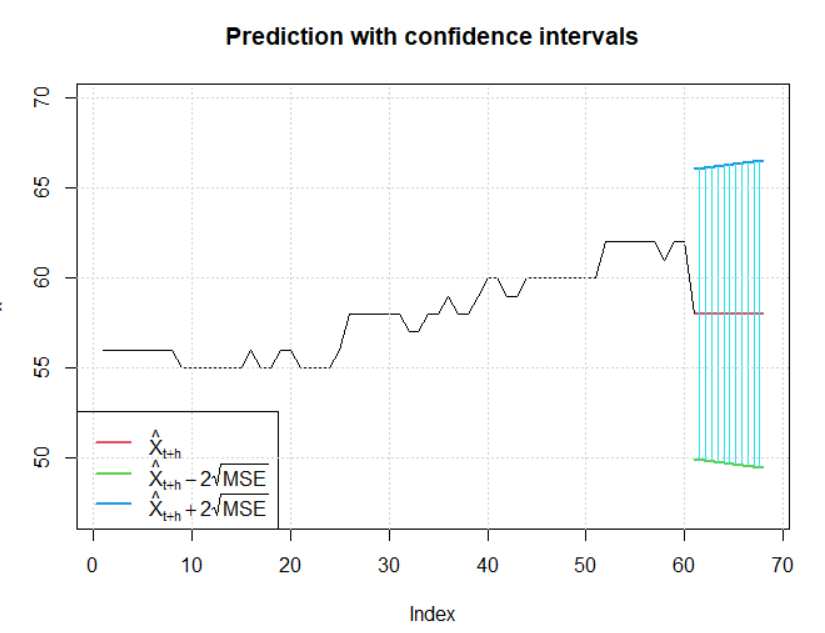 Prediction with confidence intervals
70
65
60
55
50
X̂t+h
X̂t+h − 2√MSE
X̂t+h + 2√MSE
0 10 20 30 40 50 60 70
Index